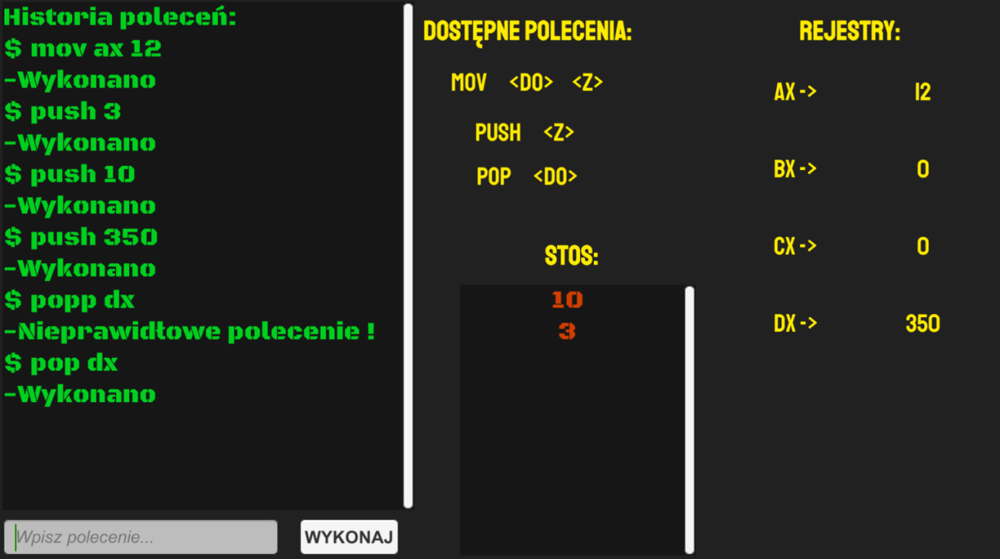 Historia poleceń:
$ mov ax 12
-Wykonano
$ push 3
-Wykonano
$ push 10
-Wykonano
$ push 350
-Wykonano
$ popp dx
-Nieprawidłowe polecenie !
$ pop dx
-Wykonano
Wpisz polecenie...
WYKONAJ
DOSTĘPNE POLECENIA:
MOV <DO> <Z>
PUSH <Z>
POP <DO>
STOS:
10
3
REJESTRY:
AX -> 12
BX -> 0
CX -> 0
DX -> 350